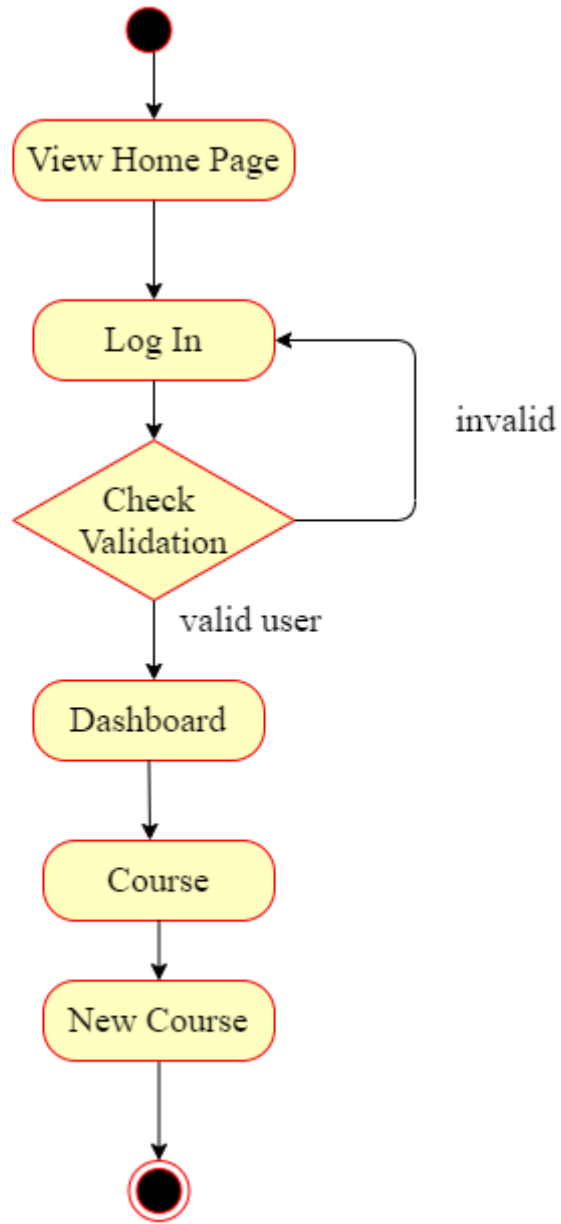 View Home Page
Log In
invalid
Check
Validation
valid user
Dashboard
Course
New Course